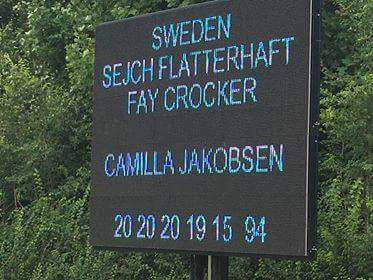 SWEDEN
SEJCH FLATTERHAFT
FAY CROCKER
CAMILLA JAKOBSEN
20 20 20 19 15 94